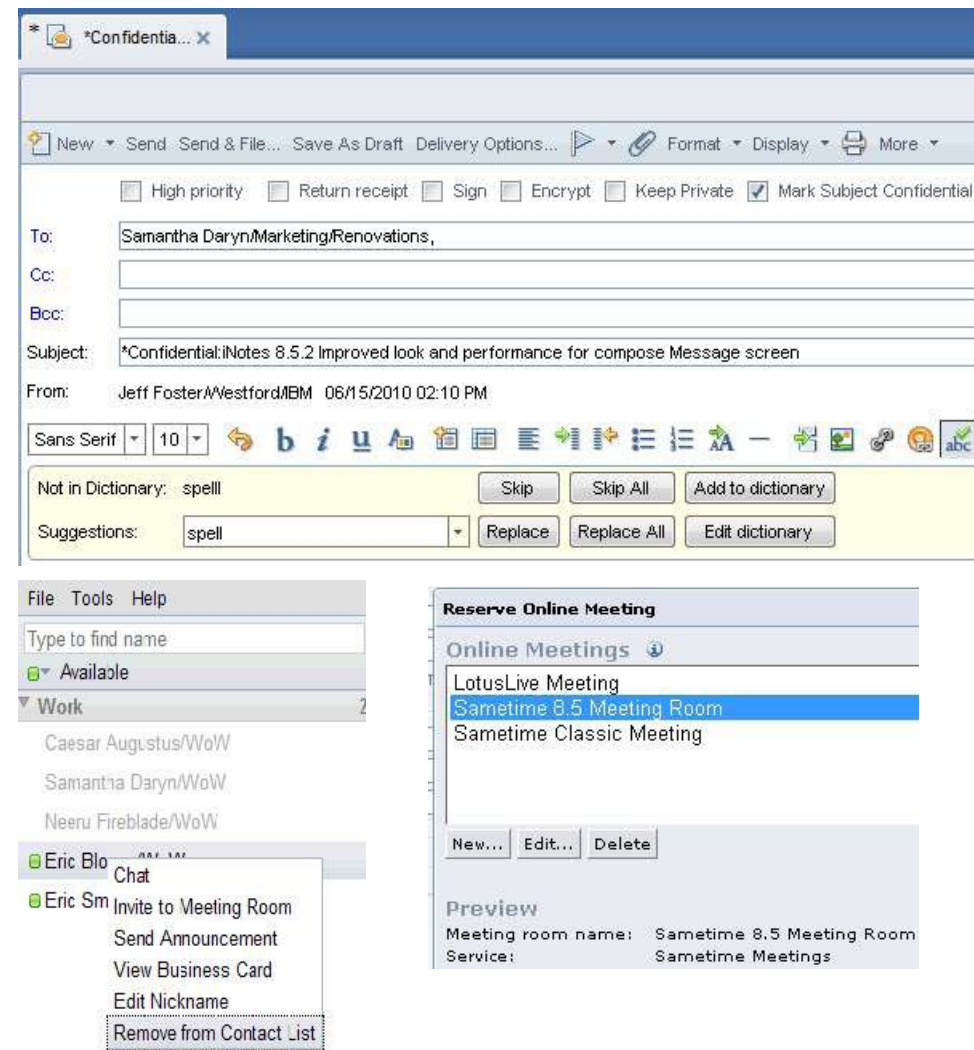 * *Confidentia... x
New Send Send & File... Save As Draft Delivery Options... Format Display More
High priority Return receipt Sign Encrypt Keep Private Mark Subject Confidential
To: Samantha Daryn/Marketing/Renovations,
Cc:
Bcc:
Subject: *Confidential:iNotes 8.5.2 Improved look and performance for compose Message screen
From: Jeff Foster/Westford/IBM 06/15/2010 02:10 PM
Sans Serif 10 b i u abc
Not in Dictionary: spelll Skip Skip All Add to dictionary
Suggestions: spell Replace Replace All Edit dictionary
File Tools Help
Type to find name
Available
Work 2
Caesar Augustus/WoW
Samantha Daryn/WoW
Neeru Fireblade/WoW
Eric Blo
Eric Sm
Chat
Invite to Meeting Room
Send Announcement
View Business Card
Edit Nickname
Remove from Contact List
Reserve Online Meeting
Online Meetings
LotusLive Meeting
Sametime 8.5 Meeting Room
Sametime Classic Meeting
New... Edit... Delete
Preview
Meeting room name: Sametime 8.5 Meeting Room
Service: Sametime Meetings